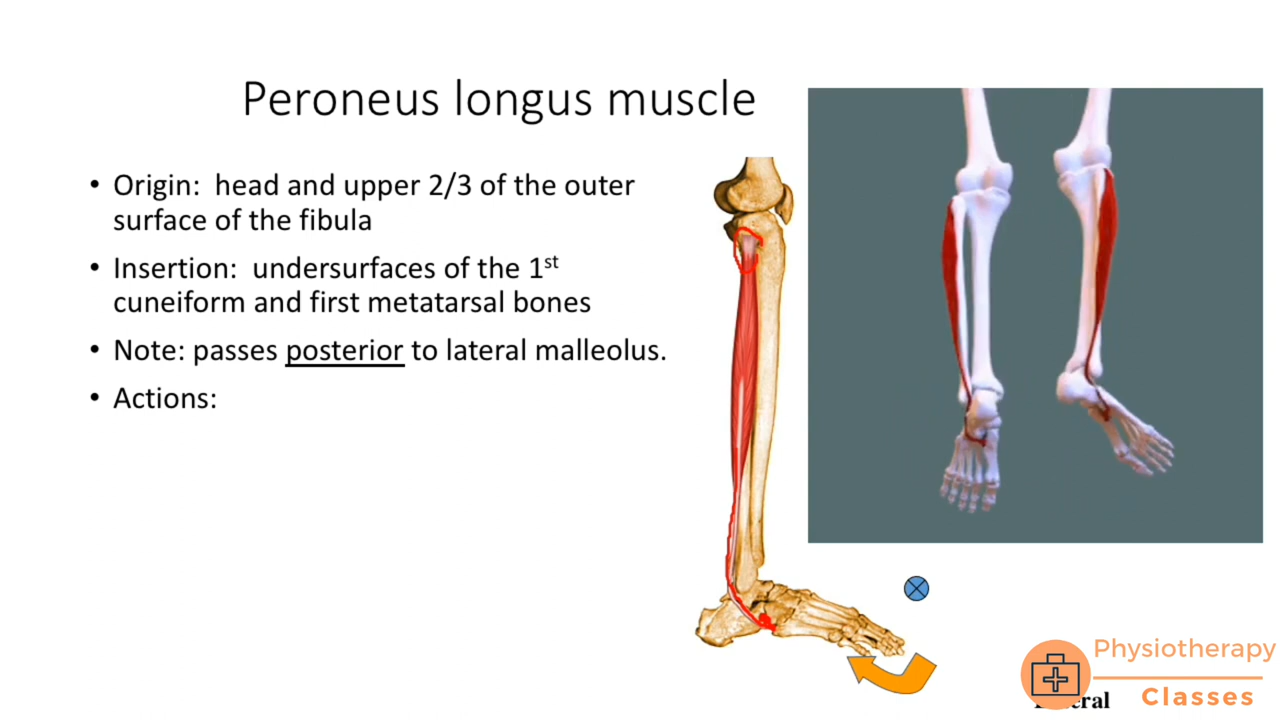 Peroneus longus muscle
• Origin:  head and upper 2/3 of the outer
surface of the fibula
• Insertion:  undersurfaces of the 1st
cuneiform and first metatarsal bones
• Note: passes posterior to lateral malleolus.
• Actions:
Physiotherapy
Classes